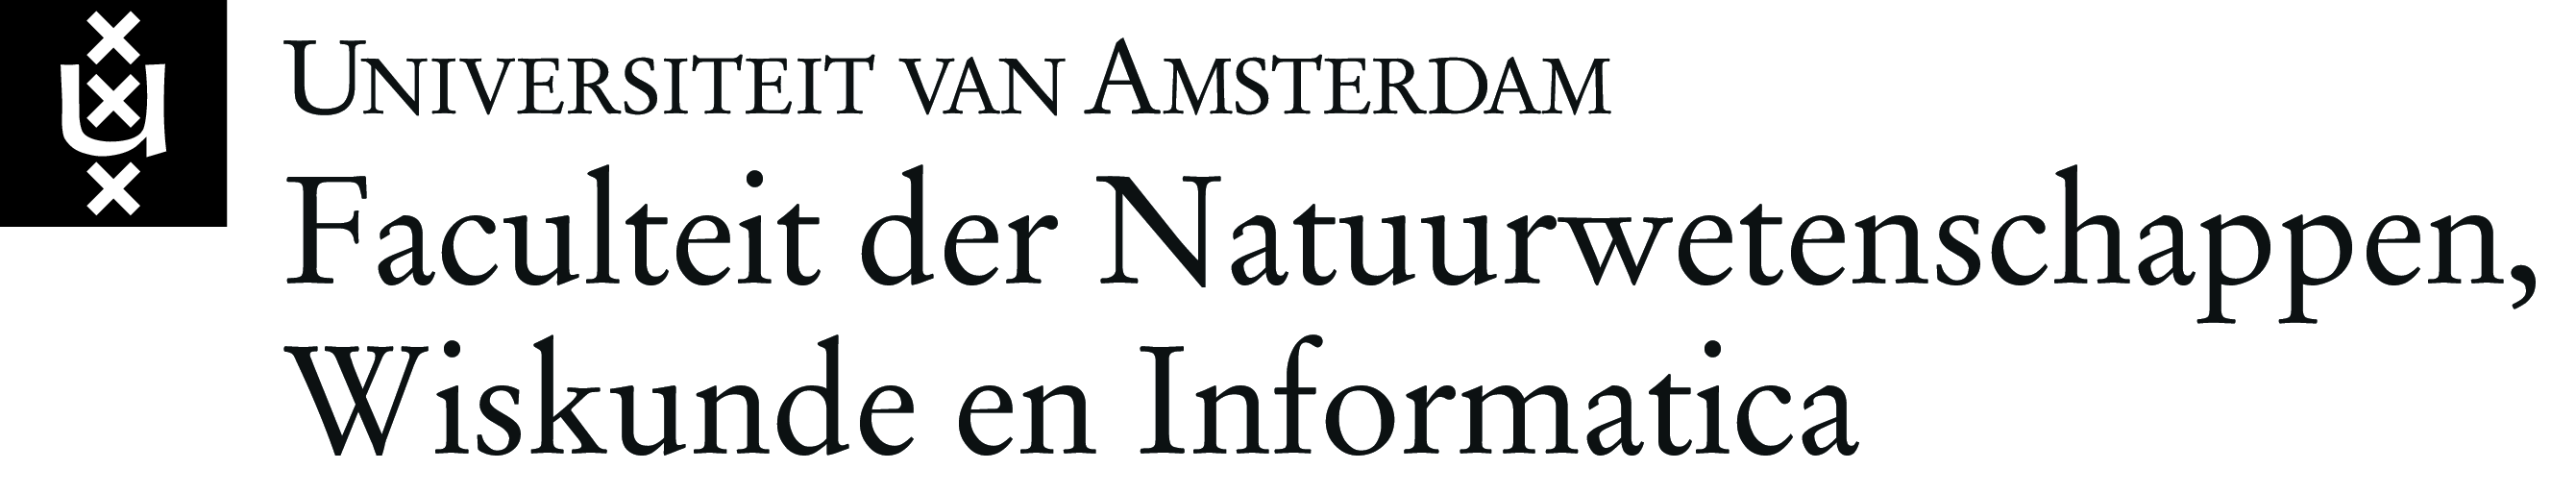 UNIVERSITEIT VAN AMSTERDAM
Faculteit der Natuurwetenschappen,
Wiskunde en Informatica